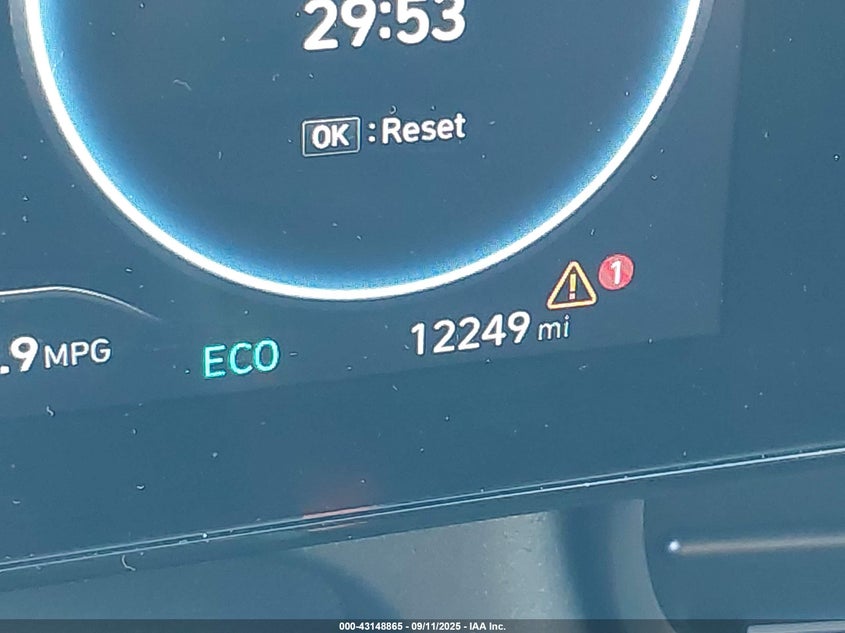 29:53
OK : Reset
1
12249 mi
.9 MPG
ECO
000-43148865 - 09/11/2025 - IAA Inc.